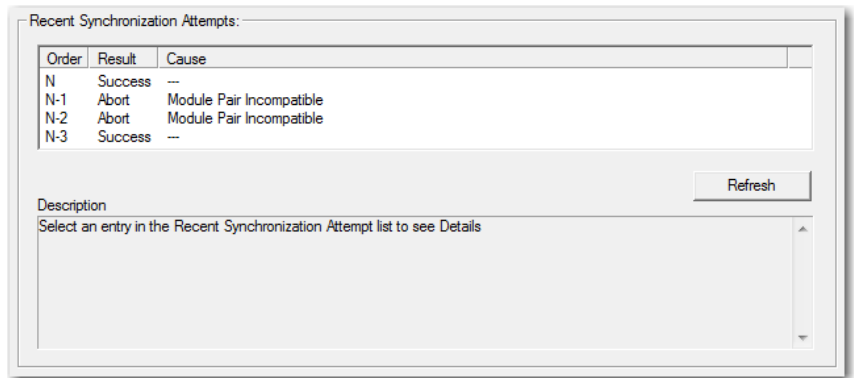 Recent Synchronization Attempts:
Order Result Cause
N Success ---
N-1 Abort Module Pair Incompatible
N-2 Abort Module Pair Incompatible
N-3 Success ---
Refresh
Description
Select an entry in the Recent Synchronization Attempt list to see Details